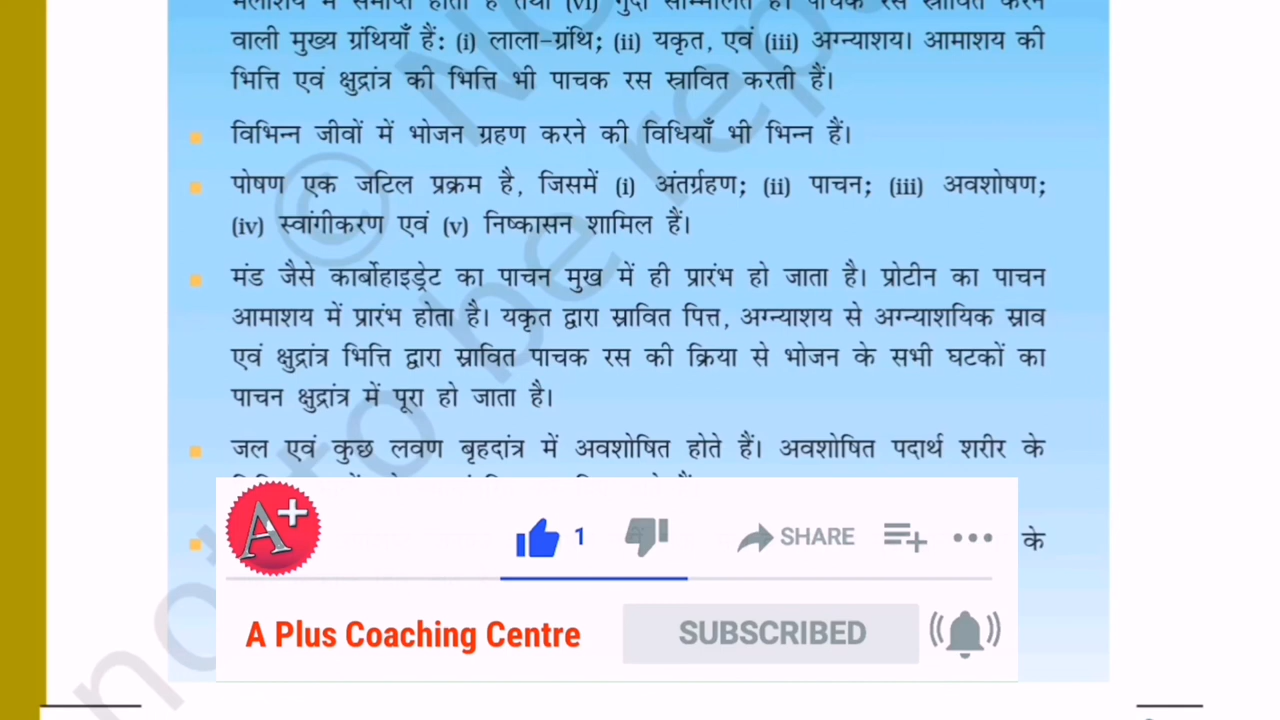 वाली मुख्य ग्रंथियाँ हैं: (i) लाला-ग्रंथि; (ii) यकृत, एवं (iii) अग्न्याशय। आमाशय की
भित्ति एवं क्षुद्रांत्र की भित्ति भी पाचक रस स्रावित करती हैं।
विभिन्न जीवों में भोजन ग्रहण करने की विधियाँ भी भिन्न हैं।
पोषण एक जटिल प्रक्रम है, जिसमें (i) अंतर्ग्रहण; (ii) पाचन; (iii) अवशोषण;
(iv) स्वांगीकरण एवं (v) निष्कासन शामिल हैं।
मंड जैसे कार्बोहाइड्रेट का पाचन मुख में ही प्रारंभ हो जाता है। प्रोटीन का पाचन
आमाशय में प्रारंभ होता है। यकृत द्वारा स्रावित पित्त, अग्न्याशय से अग्न्याशयिक स्राव
एवं क्षुद्रांत्र भित्ति द्वारा स्रावित पाचक रस की क्रिया से भोजन के सभी घटकों का
पाचन क्षुद्रांत्र में पूरा हो जाता है।
जल एवं कुछ लवण बृहदांत्र में अवशोषित होते हैं। अवशोषित पदार्थ शरीर के
के
A+
1
SHARE
A Plus Coaching Centre
SUBSCRIBED
© to be
not